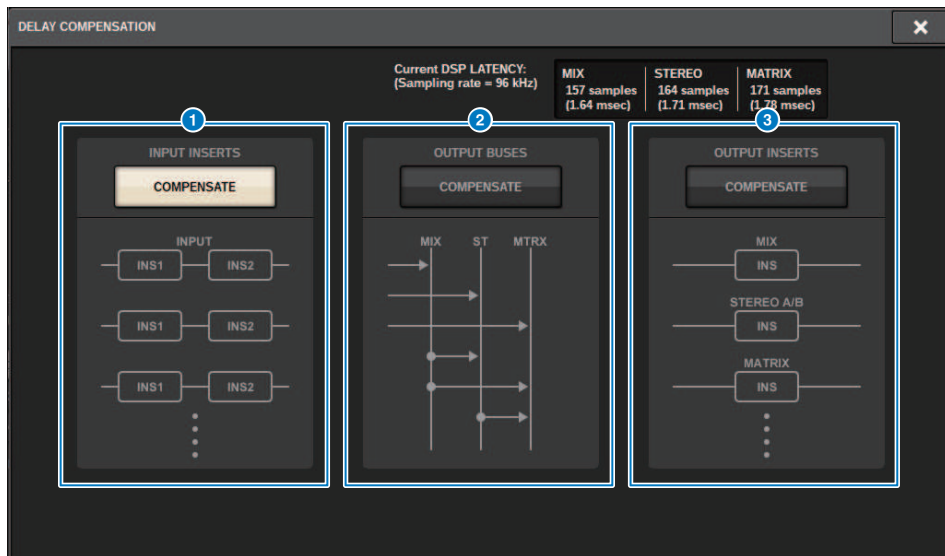 DELAY COMPENSATION
Current DSP LATENCY:
(Sampling rate = 96 kHz)
MIX
157 samples
(1.64 msec)
STEREO
164 samples
(1.71 msec)
MATRIX
171 samples
(1.78 msec)
1
INPUT INSERTS
COMPENSATE
INPUT
INS1 INS2
INS1 INS2
INS1 INS2
2
OUTPUT BUSES
COMPENSATE
MIX ST MTRX
3
OUTPUT INSERTS
COMPENSATE
MIX
INS
STEREO A/B
INS
MATRIX
INS